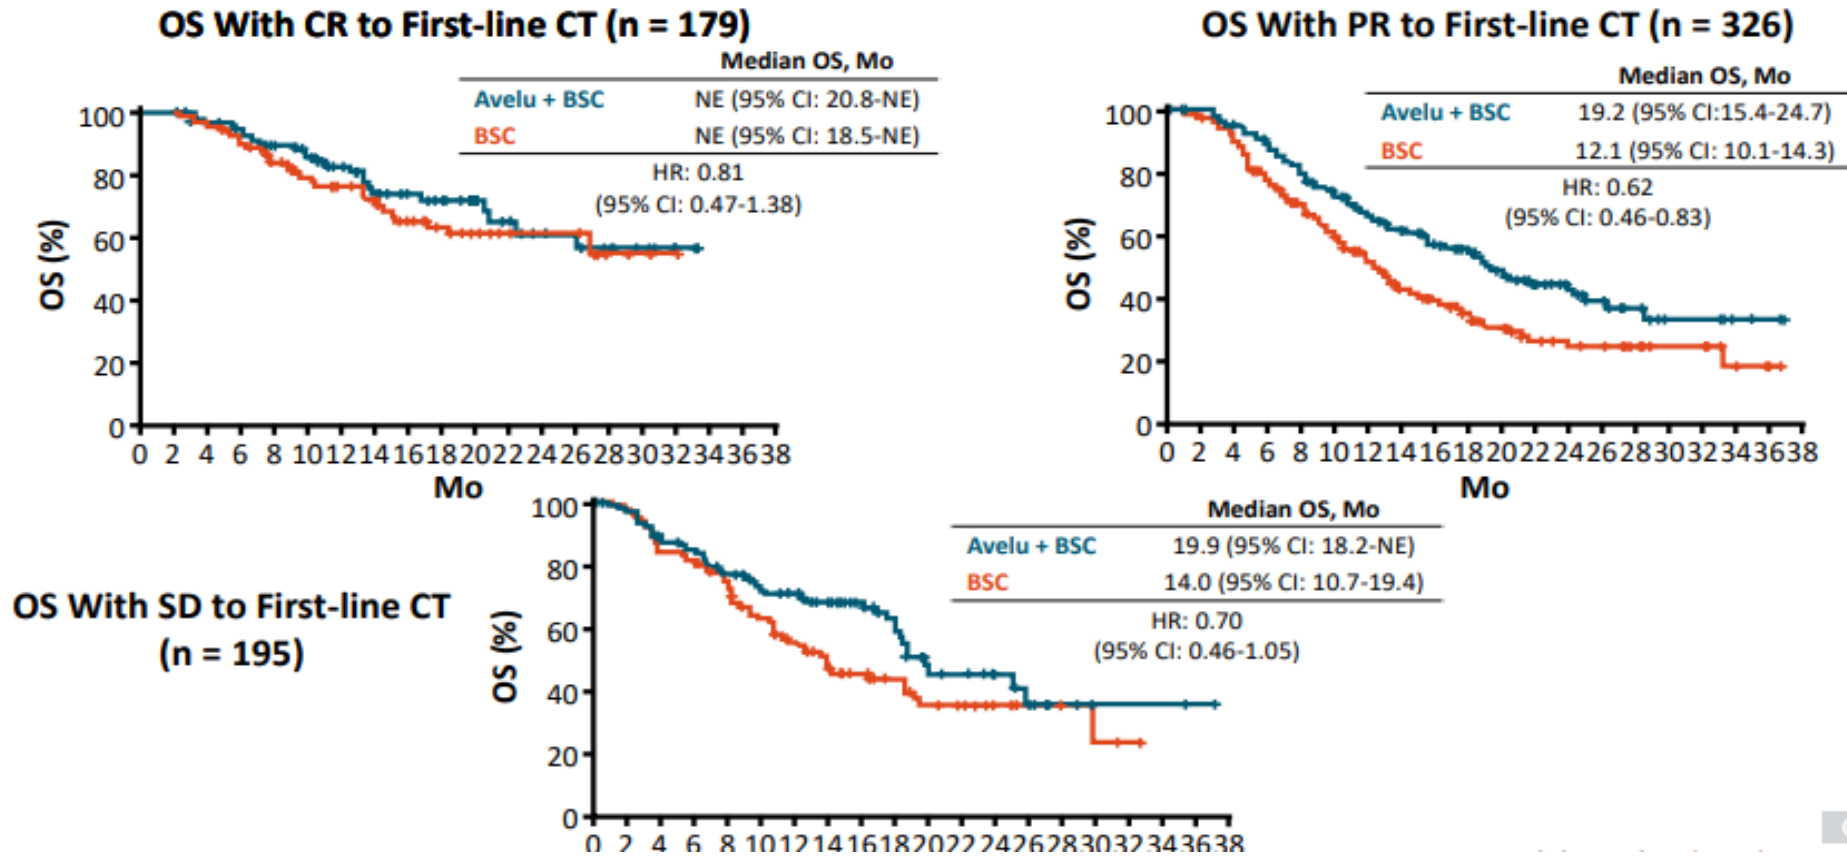 OS With CR to First-line CT (n = 179)
Median OS, Mo
Avelu + BSC NE (95% CI: 20.8-NE)
BSC NE (95% CI: 18.5-NE)
HR: 0.81
(95% CI: 0.47-1.38)
OS (%)
100
80
60
40
20
0
0 2 4 6 8 10 12 14 16 18 20 22 24 26 28 30 32 34 36 38
Mo
OS With PR to First-line CT (n = 326)
Median OS, Mo
Avelu + BSC 19.2 (95% CI:15.4-24.7)
BSC 12.1 (95% CI: 10.1-14.3)
HR: 0.62
(95% CI: 0.46-0.83)
OS (%)
100
80
60
40
20
0
0 2 4 6 8 10 12 14 16 18 20 22 24 26 28 30 32 34 36 38
Mo
OS With SD to First-line CT
(n = 195)
Median OS, Mo
Avelu + BSC 19.9 (95% CI: 18.2-NE)
BSC 14.0 (95% CI: 10.7-19.4)
HR: 0.70
(95% CI: 0.46-1.05)
OS (%)
100
80
60
40
20
0
0 2 4 6 8 10 12 14 16 18 20 22 24 26 28 30 32 34 36 38